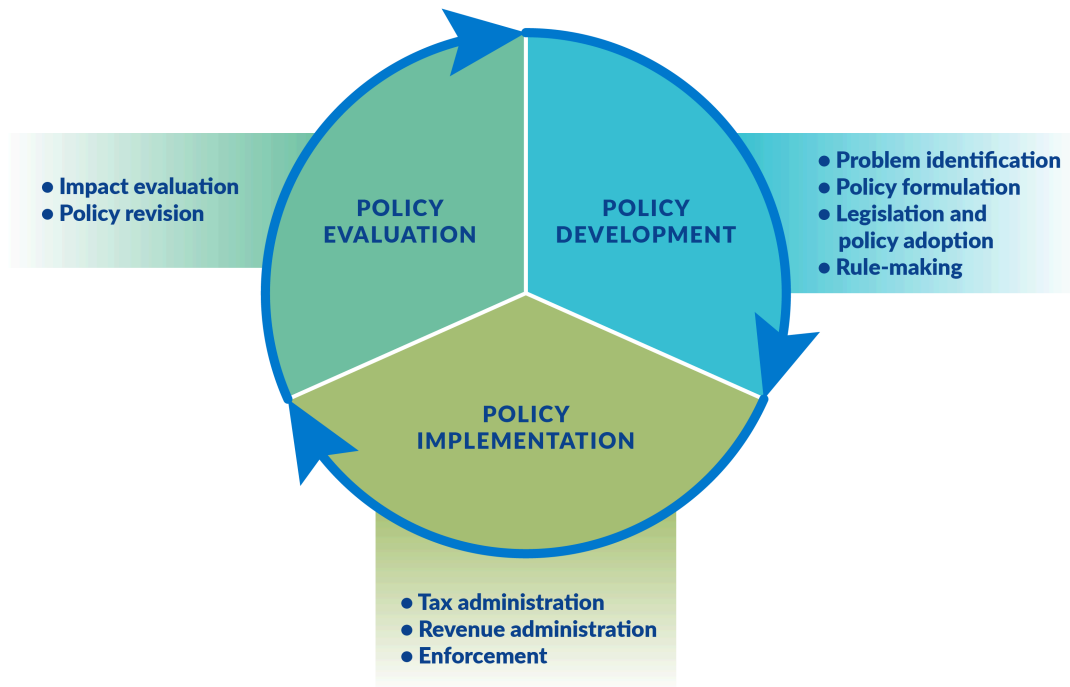 POLICY
EVALUATION
● Impact evaluation
● Policy revision
POLICY
DEVELOPMENT
● Problem identification
● Policy formulation
● Legislation and
policy adoption
● Rule-making
POLICY
IMPLEMENTATION
● Tax administration
● Revenue administration
● Enforcement